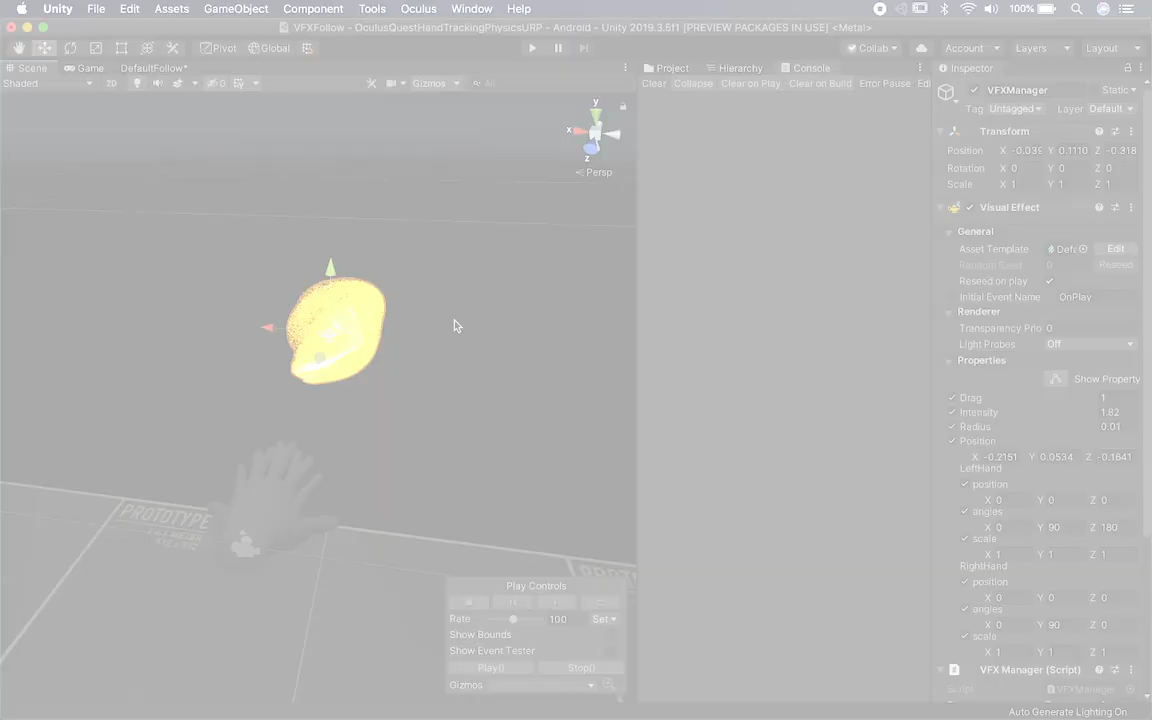 Unity File Edit Assets GameObject Component Tools Oculus Window Help 100%
VFXFollow - OculusQuestHandTrackingPhysicsURP - Android - Unity 2019.3.6f1 [PREVIEW PACKAGES IN USE] <Metal>
Pivot Global Collab Account Layers Layout
Scene Game DefaultFollow* Project Hierarchy Console Inspector
Shaded 2D 0 Gizmos All Clear Collapse Clear on Play Clear on Build Error Pause Edi
VFXManager Static
Tag Untagged Layer Default
y
x
z
Persp
Transform
Position X -0.039 Y 0.1110 Z -0.318
Rotation X 0 Y 0 Z 0
Scale X 1 Y 1 Z 1
Visual Effect
General
Asset Template Defa Edit
Random Seed 0 Reseed
Reseed on play
Initial Event Name OnPlay
Renderer
Transparency Prio 0
Light Probes Off
Properties
Show Property
Drag 1
Intensity 1.82
Radius 0.01
Position
X -0.2151 Y 0.0534 Z -0.1641
LeftHand
position
X 0 Y 0 Z 0
angles
X 0 Y 90 Z 180
scale
X 1 Y 1 Z 1
RightHand
position
X 0 Y 0 Z 0
angles
X 0 Y 90 Z 0
scale
X 1 Y 1 Z 1
VFX Manager (Script)
Script VFXManager
PROTOTYPE
Play Controls
Rate 100 Set
Show Bounds
Show Event Tester
Play() Stop()
Gizmos
Auto Generate Lighting On